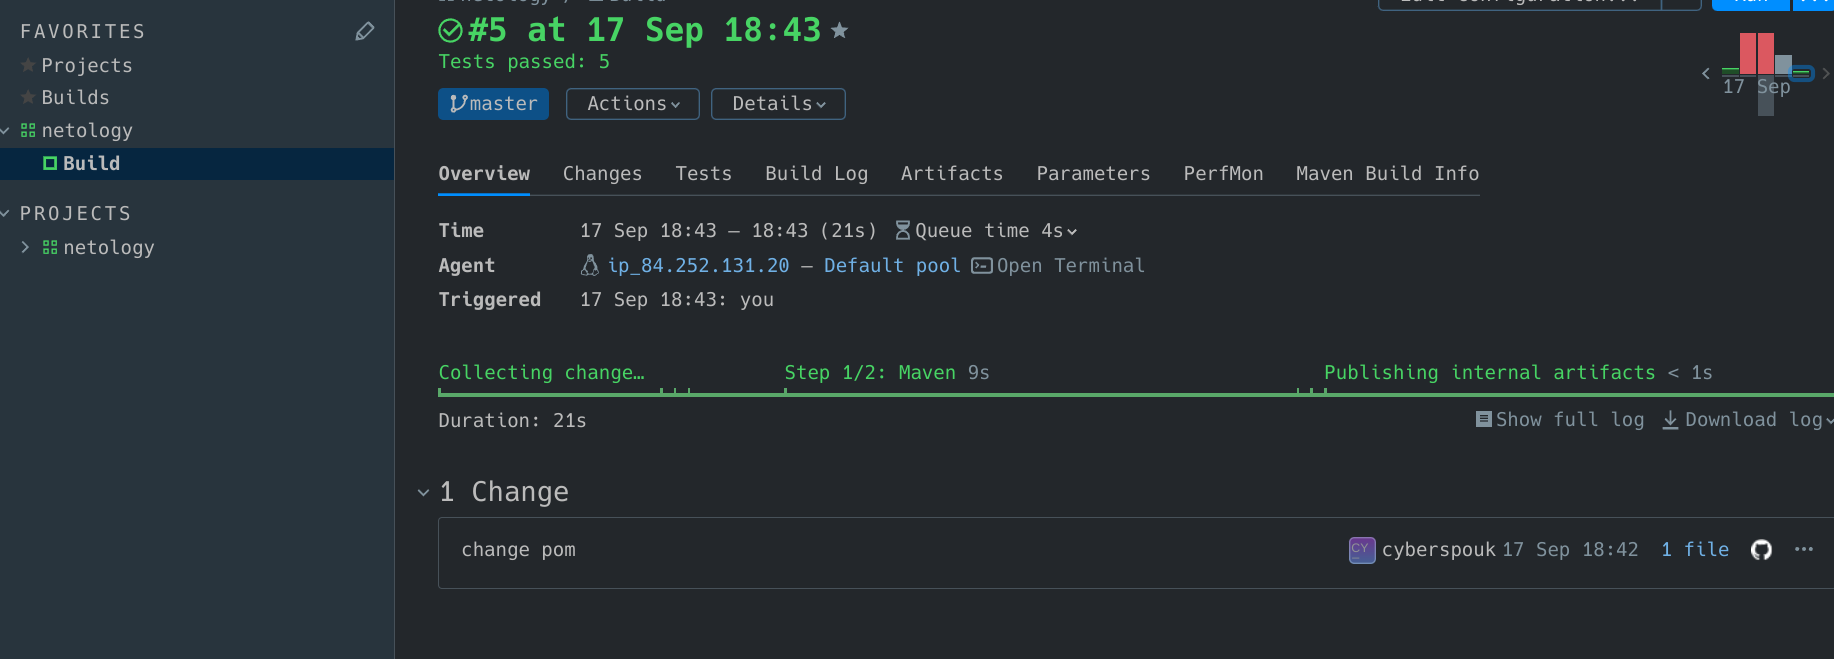 FAVORITES
Projects
Builds
netology
Build
PROJECTS
netology
#5 at 17 Sep 18:43
Tests passed: 5
17 Sep
master Actions Details
Overview Changes Tests Build Log Artifacts Parameters PerfMon Maven Build Info
Time 17 Sep 18:43 – 18:43 (21s) Queue time 4s
Agent ip_84.252.131.20 — Default pool Open Terminal
Triggered 17 Sep 18:43: you
Collecting change… Step 1/2: Maven 9s Publishing internal artifacts < 1s
Duration: 21s Show full log Download log
1 Change
change pom CY cyberspouk 17 Sep 18:42 1 file ...